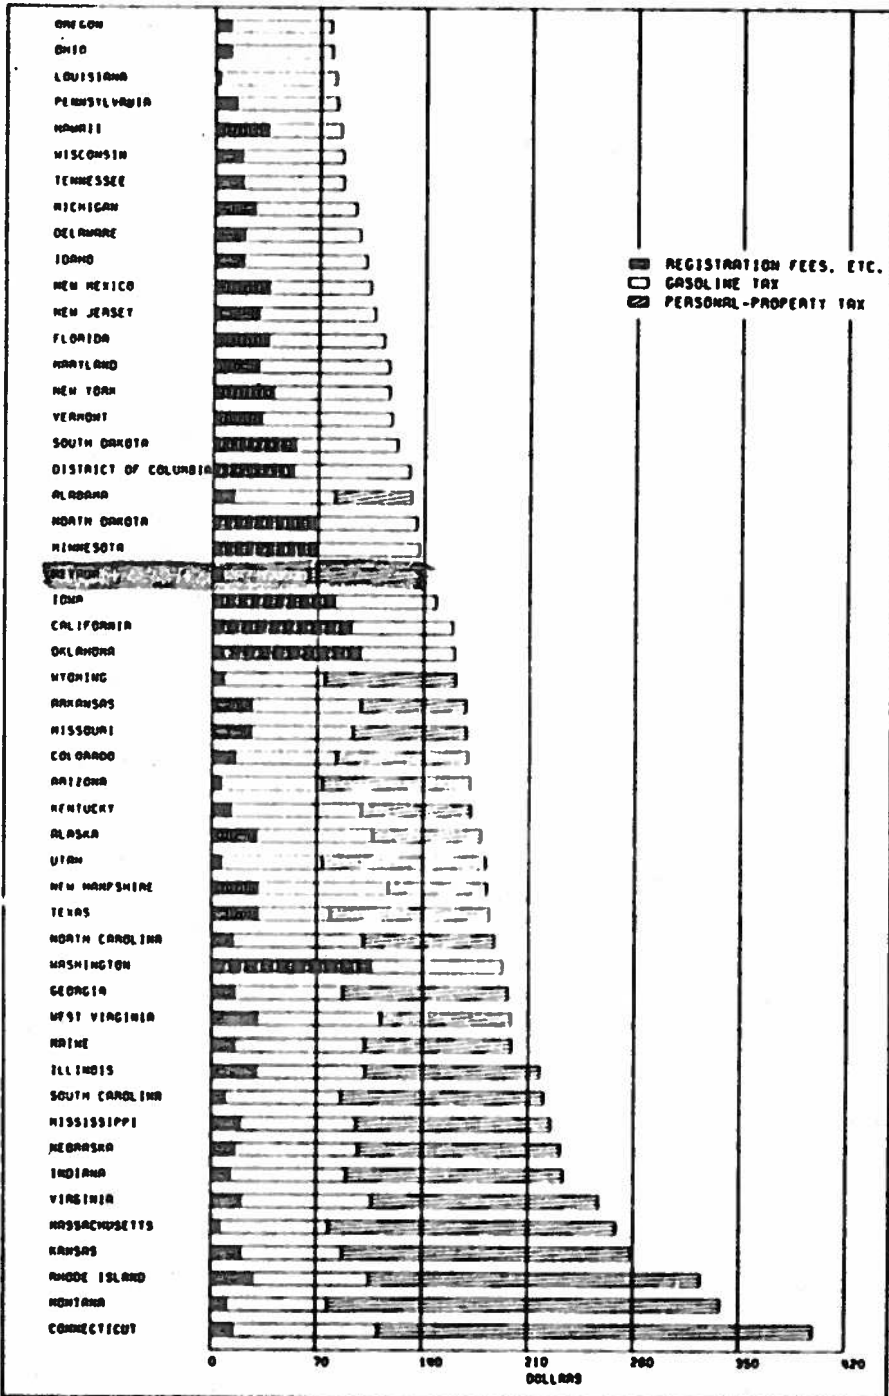 OREGON
OHIO
LOUISIANA
PENNSYLVANIA
HAWAII
WISCONSIN
TENNESSEE
MICHIGAN
DELAWARE
IDAHO
NEW MEXICO
NEW JERSEY
FLORIDA
MARYLAND
NEW YORK
VERMONT
SOUTH DAKOTA
DISTRICT OF COLUMBIA
ALABAMA
NORTH DAKOTA
MINNESOTA
IOWA
CALIFORNIA
OKLAHOMA
WYOMING
ARKANSAS
MISSOURI
COLORADO
ARIZONA
KENTUCKY
ALASKA
UTAH
NEW HAMPSHIRE
TEXAS
NORTH CAROLINA
WASHINGTON
GEORGIA
WEST VIRGINIA
MAINE
ILLINOIS
SOUTH CAROLINA
MISSISSIPPI
NEBRASKA
INDIANA
VIRGINIA
MASSACHUSETTS
KANSAS
RHODE ISLAND
MONTANA
CONNECTICUT
REGISTRATION FEES, ETC.
GASOLINE TAX
PERSONAL-PROPERTY TAX
0 70 140 210 280 350 420
DOLLARS